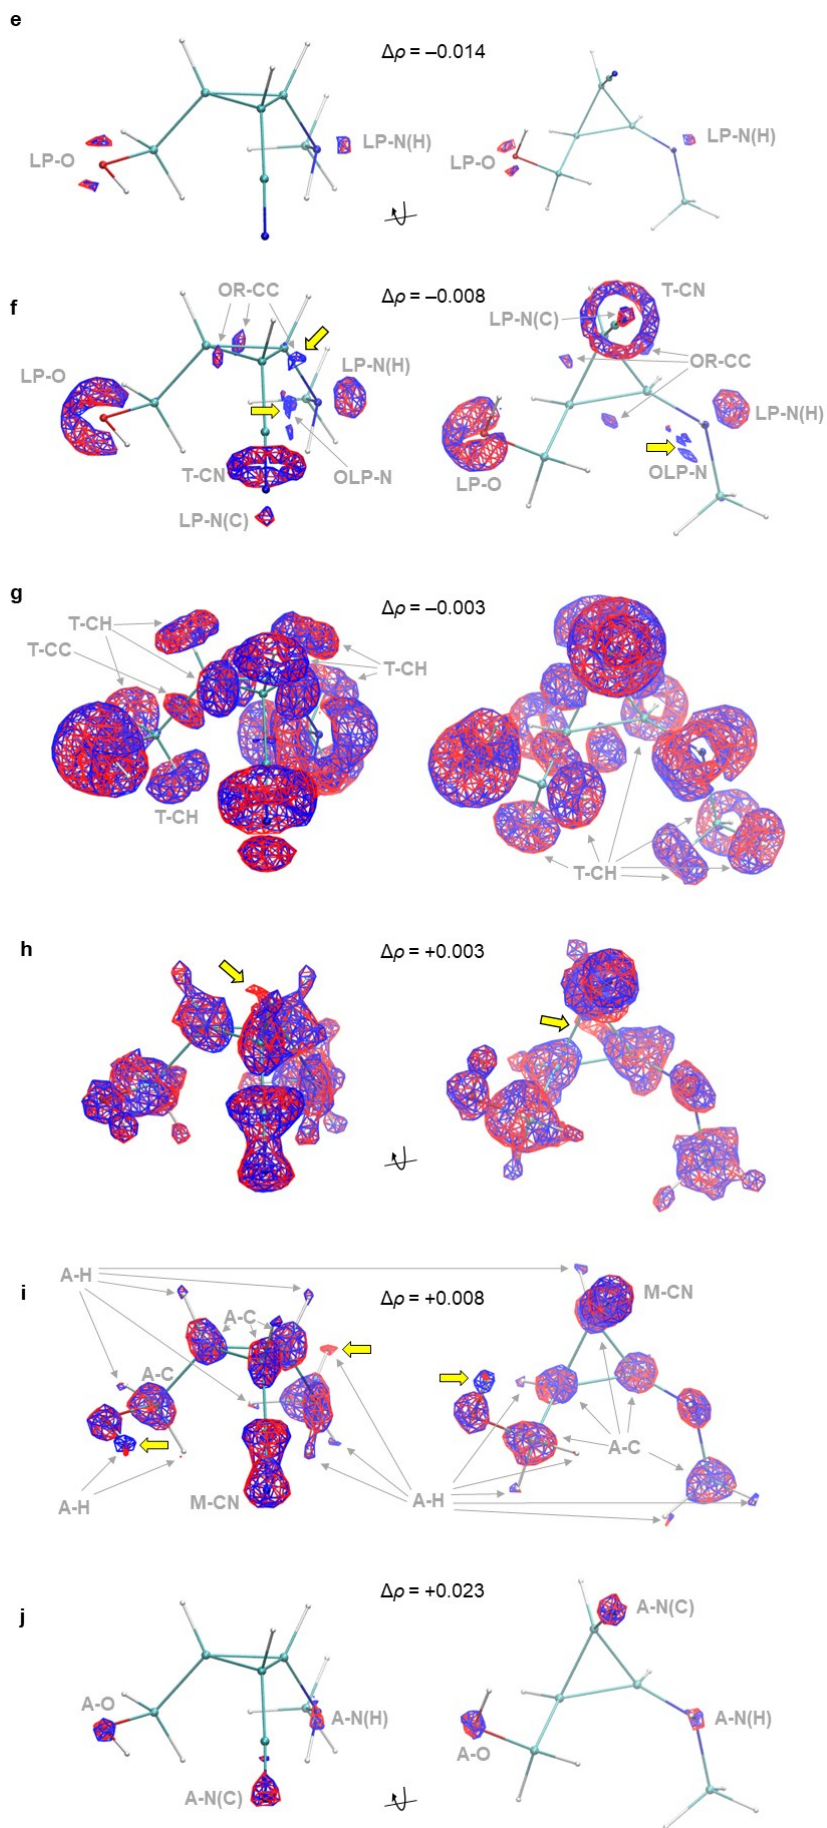 e
Δρ = –0.014
LP-O
LP-N(H)
LP-O
LP-N(H)
f
OR-CC
Δρ = –0.008
T-CN
LP-N(C)
OR-CC
LP-O
LP-N(H)
LP-N(H)
T-CN
OLP-N
LP-O
OLP-N
LP-N(C)
g
Δρ = –0.003
T-CH
T-CC
T-CH
T-CH
T-CH
h
Δρ = +0.003
i
A-H
Δρ = +0.008
M-CN
A-C
A-C
A-C
A-H
M-CN
A-H
j
Δρ = +0.023
A-N(C)
A-O
A-N(H)
A-N(H)
A-O
A-N(C)